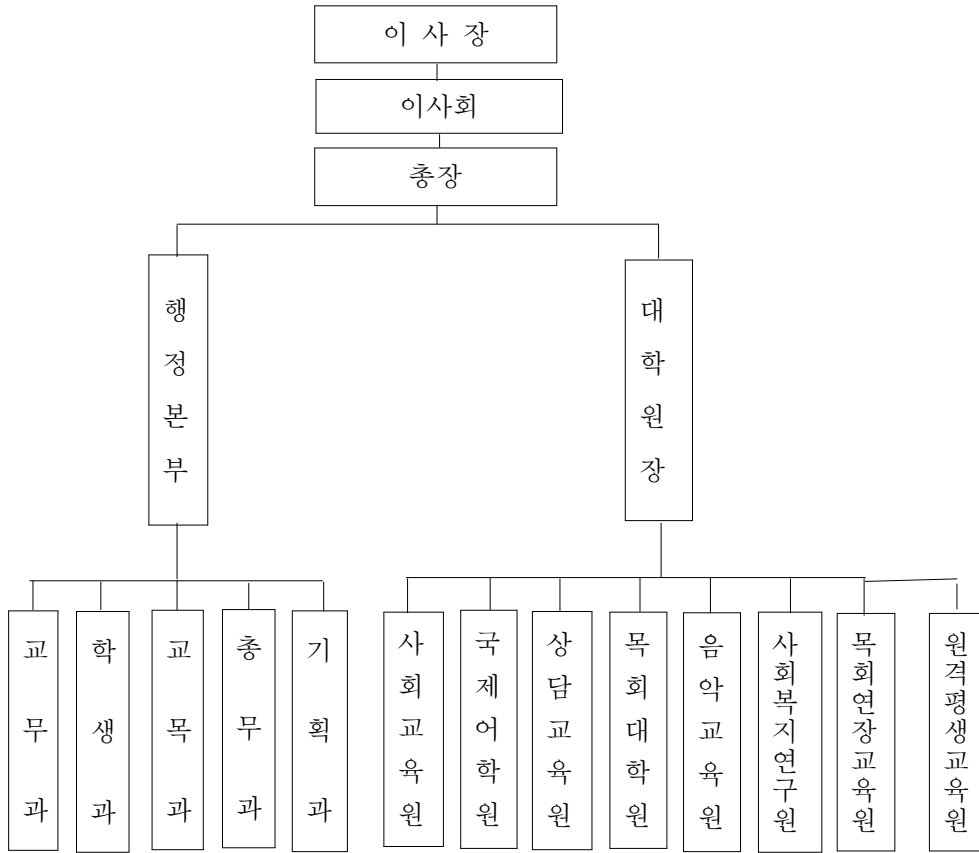 이 사 장
이사회
총장
행정본부
대학원장
교무과
학생과
교목과
총무과
기획과
사회교육원
국제어학원
상담교육원
목회대학원
음악교육원
사회복지연구원
목회연장교육원
원격평생교육원